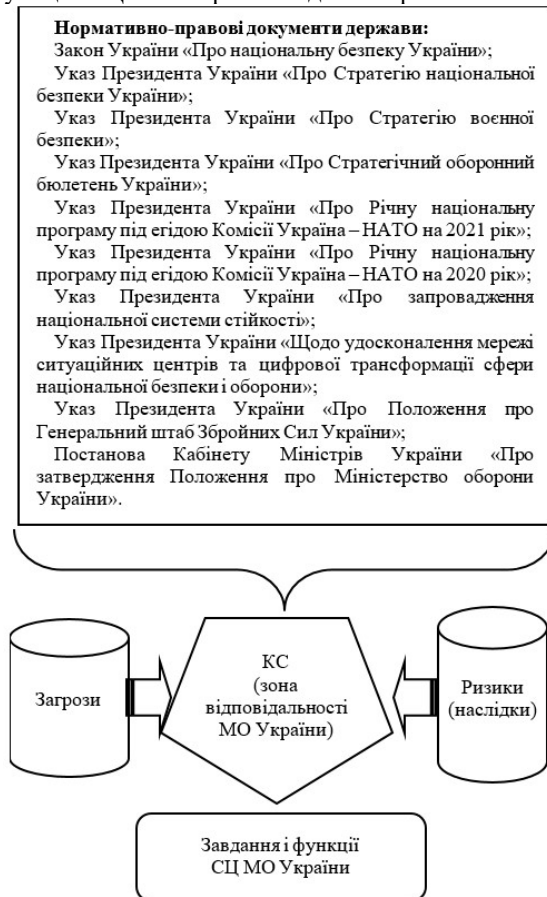 Нормативно-правові документи держави:
Закон України «Про національну безпеку України»;
Указ Президента України «Про Стратегію національної
безпеки України»;
Указ Президента України «Про Стратегію воєнної
безпеки»;
Указ Президента України «Про Стратегічний оборонний
бюлетень України»;
Указ Президента України «Про Річну національну
програму під егідою Комісії Україна – НАТО на 2021 рік»;
Указ Президента України «Про Річну національну
програму під егідою Комісії Україна – НАТО на 2020 рік»;
Указ Президента України «Про запровадження
національної системи стійкості»;
Указ Президента України «Щодо удосконалення мережі
ситуаційних центрів та цифрової трансформації сфери
національної безпеки і оборони»;
Указ Президента України «Про Положення про
Генеральний штаб Збройних Сил України»;
Постанова Кабінету Міністрів України «Про
затвердження Положення про Міністерство оборони
України».
Загрози
КС
(зона
відповідальності
МО України)
Ризики
(наслідки)
Завдання і функції
СЦ МО України